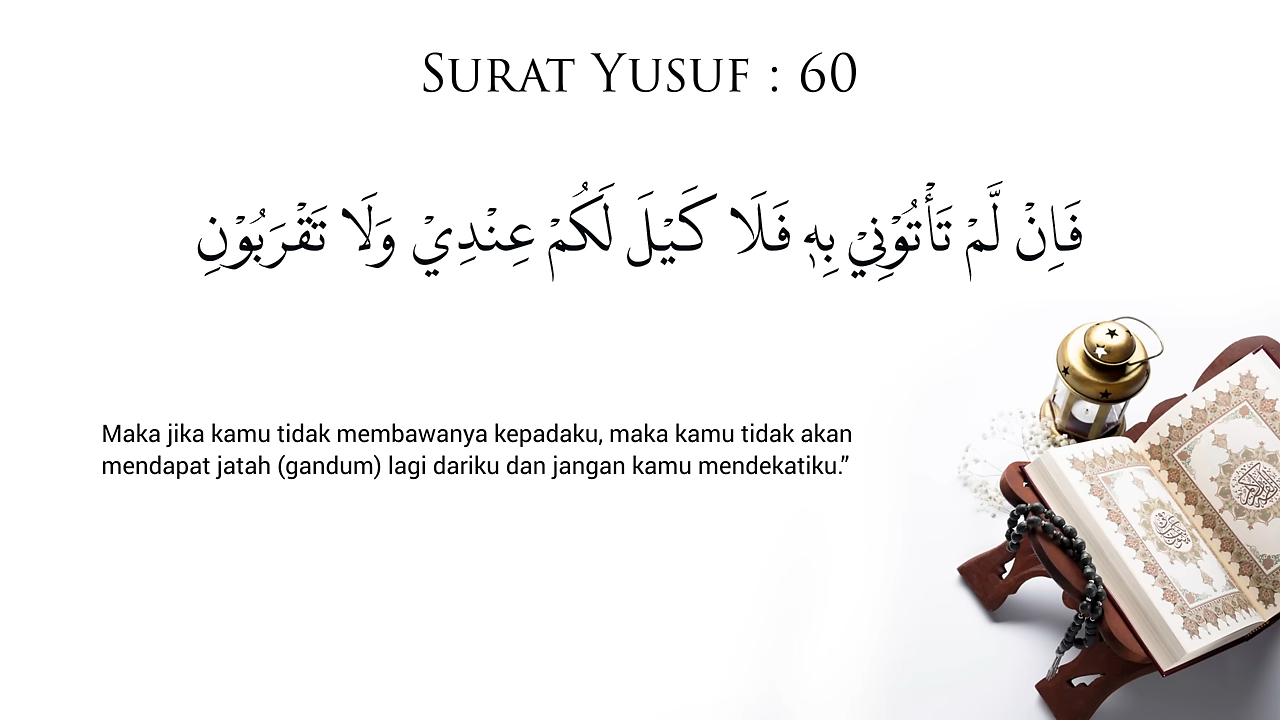 SURAT YUSUF : 60
فَاِنْ لَّمْ تَأْتُوْنِيْ بِهٖ فَلَا كَيْلَ لَكُمْ عِنْدِيْ وَلَا تَقْرَبُوْنِ
Maka jika kamu tidak membawanya kepadaku, maka kamu tidak akan
mendapat jatah (gandum) lagi dariku dan jangan kamu mendekatiku.”